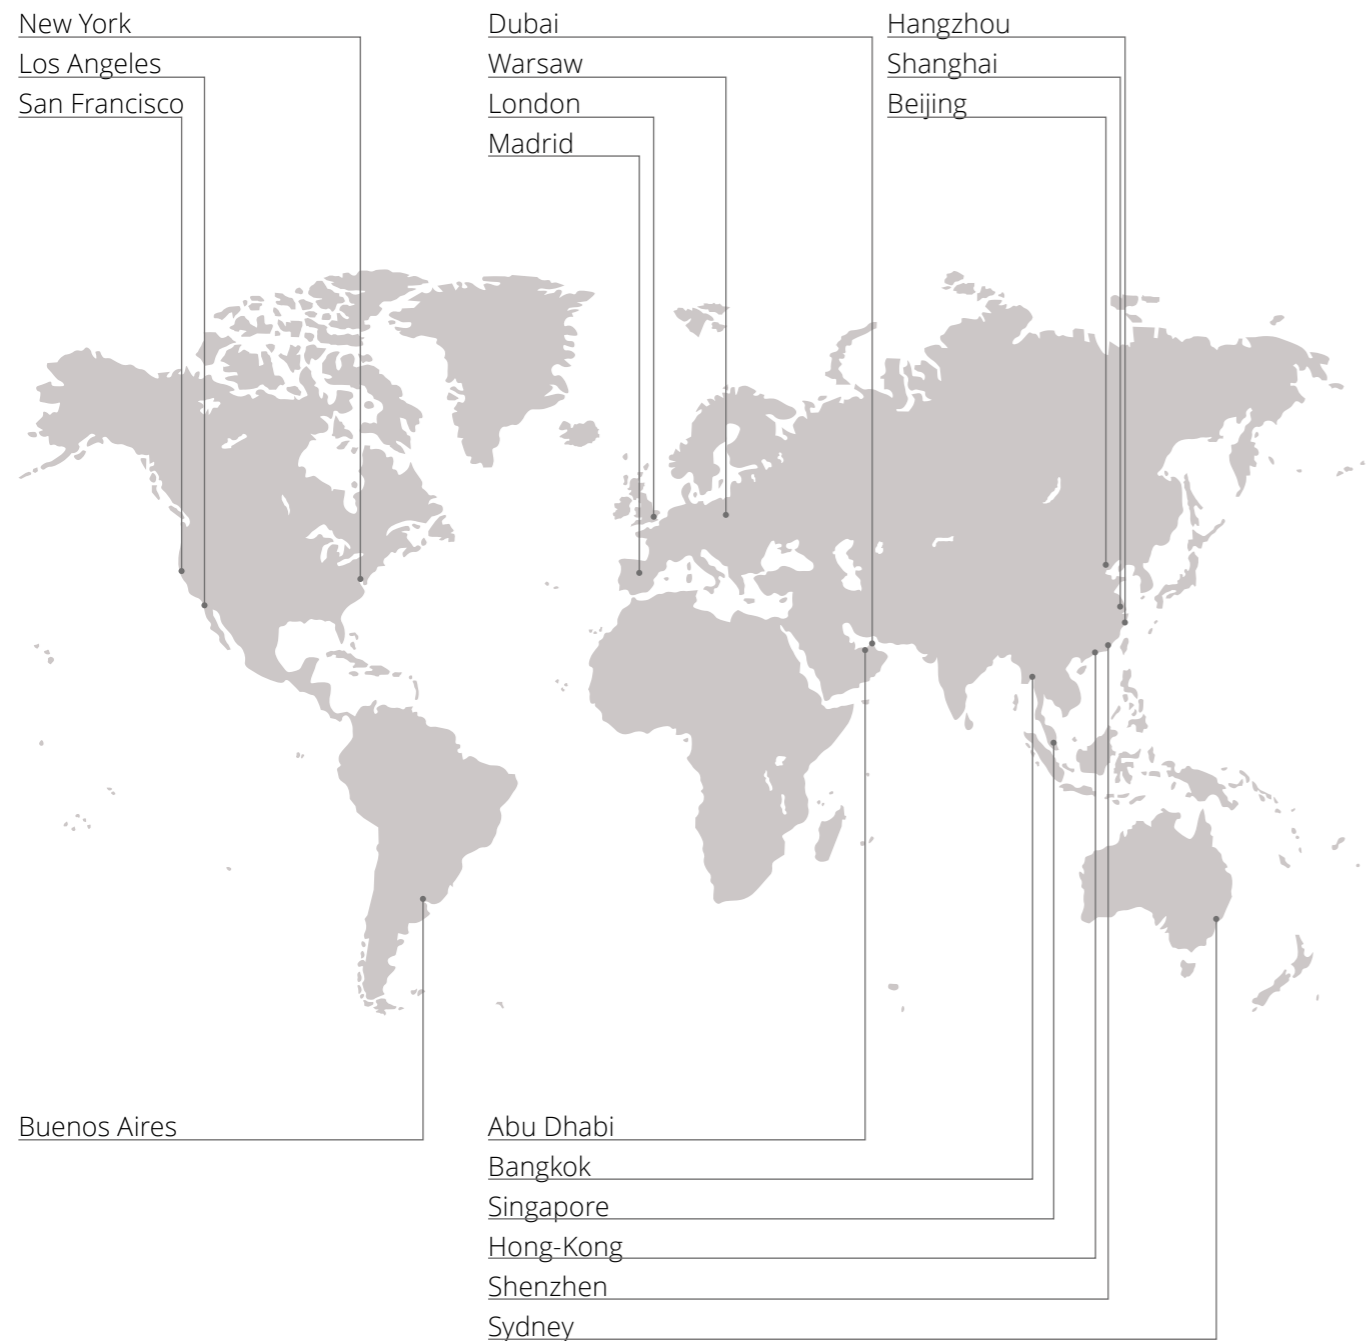 New York
Los Angeles
San Francisco
Dubai
Warsaw
London
Madrid
Hangzhou
Shanghai
Beijing
Buenos Aires
Abu Dhabi
Bangkok
Singapore
Hong-Kong
Shenzhen
Sydney